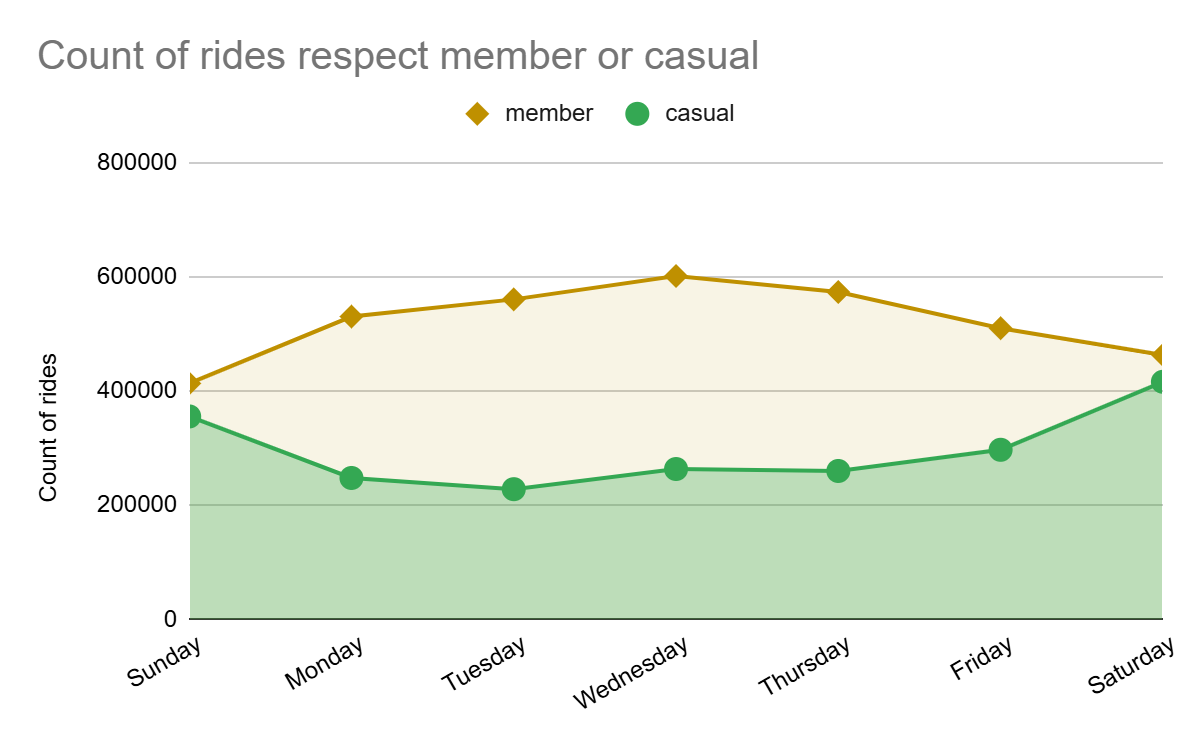 Count of rides respect member or casual
member casual
800000
600000
400000
200000
0
Count of rides
Sunday Monday Tuesday Wednesday Thursday Friday Saturday